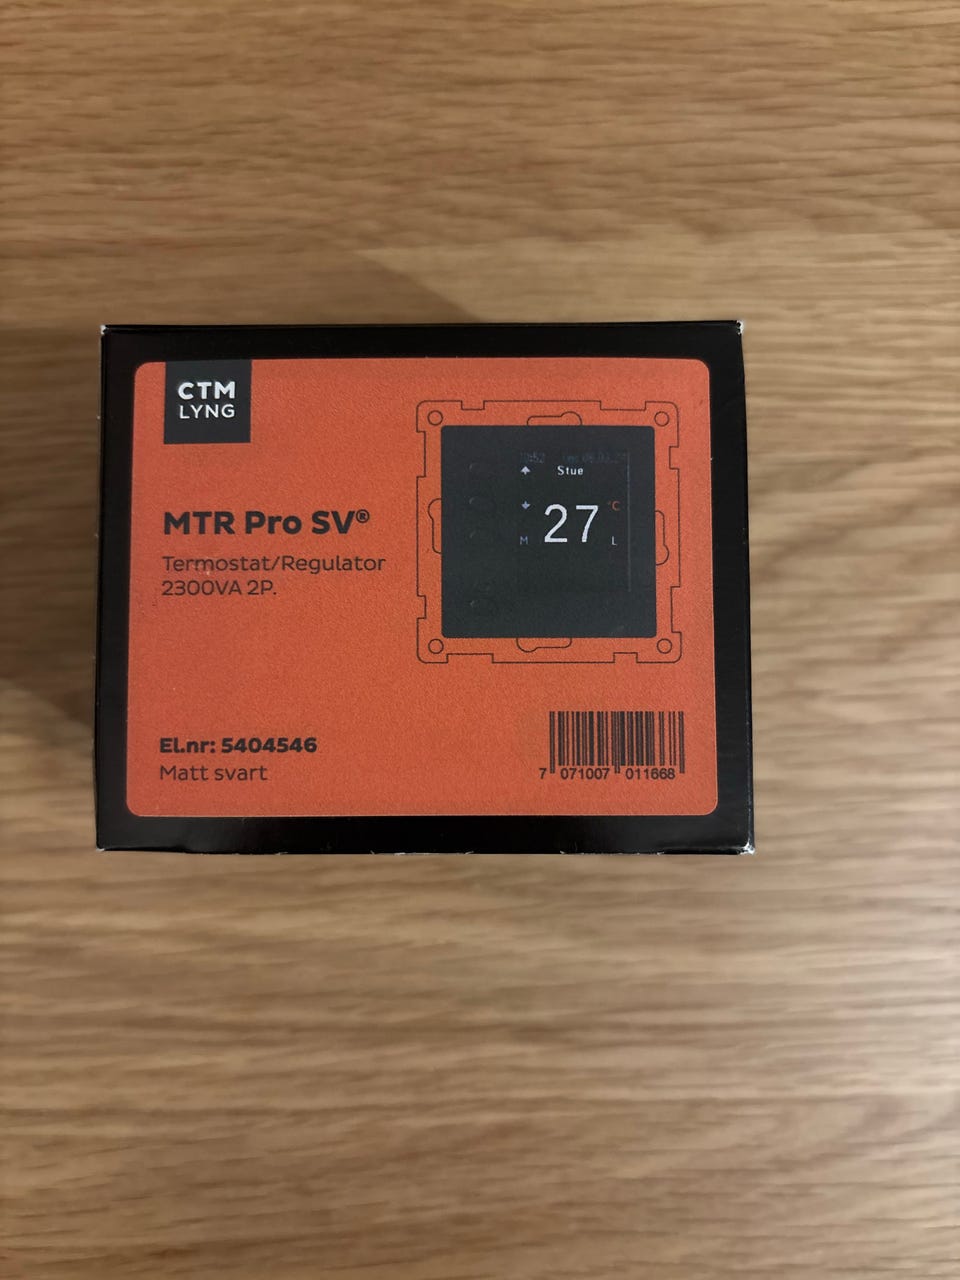 CTM
LYNG
MTR Pro SV®
Termostat/Regulator
2300VA 2P.
Stue
27 °C
M L
El.nr: 5404546
Matt svart
7 071007 011668